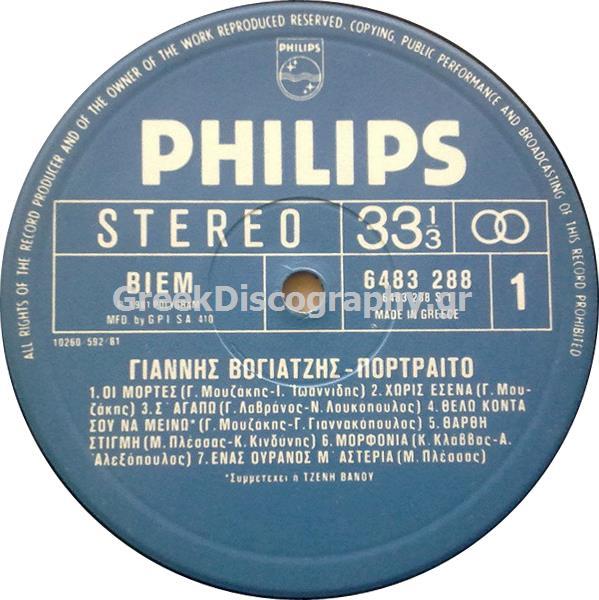 ALL RIGHTS OF THE RECORD PRODUCER AND OF THE OWNER OF THE WORK REPRODUCED RESERVED. COPYING, PUBLIC PERFORMANCE AND BROADCASTING OF THIS RECORD PROHIBITED
PHILIPS
PHILIPS
STEREO 33 1/3
BIEM 6483 288 1
GreekDiscography.gr
MFD. by G P I S A 410 MADE IN GREECE
10260 592/81
ΓΙΑΝΝΗΣ ΒΟΓΙΑΤΖΗΣ-ΠΟΡΤΡΑΙΤΟ
1.ΟΙ ΜΟΡΤΕΣ (Γ. Μουζάκης-Ι. Ιωαννίδης) 2.ΧΩΡΙΣ ΕΣΕΝΑ (Γ. Μου-
ζάκης) 3.Σ' ΑΓΑΠΩ (Γ. Λαβράνος-Ν. Λουκόπουλος) 4.ΘΕΛΩ ΚΟΝΤΑ
ΣΟΥ ΝΑ ΜΕΙΝΩ* (Γ. Μουζάκης-Γ. Γιαννακόπουλος) 5.ΘΑΡΘΗ
ΣΤΙΓΜΗ (Μ. Πλέσσας-Κ. Κινδύνης) 6.ΜΟΡΦΟΝΙΑ (Κ. Κλάββας-Α.
Αλεξόπουλος) 7.ΕΝΑΣ ΟΥΡΑΝΟΣ Μ' ΑΣΤΕΡΙΑ (Μ. Πλέσσας)
*Συμμετεχει η ΤΖΕΝΗ ΒΑΝΟΥ